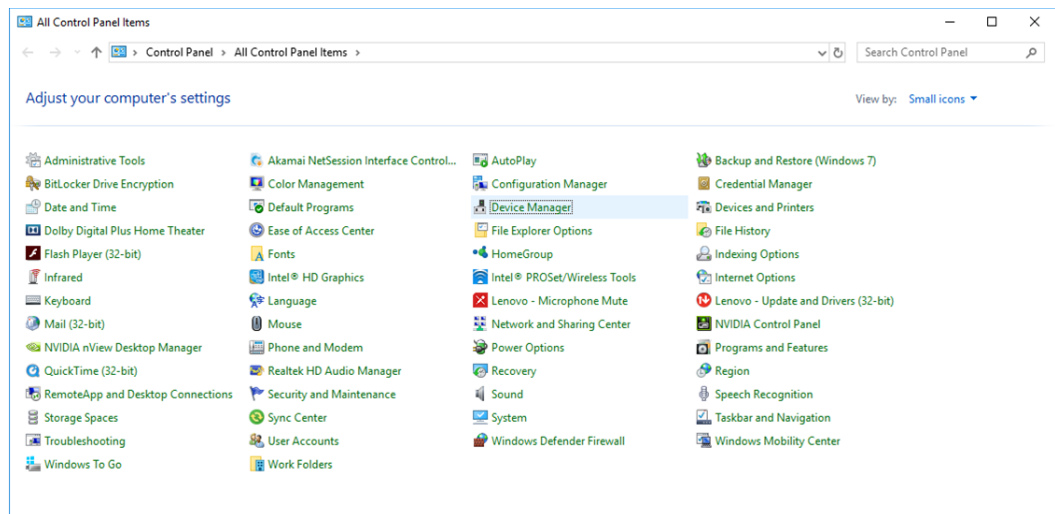 All Control Panel Items
Control Panel > All Control Panel Items >
Search Control Panel
Adjust your computer's settings
View by: Small icons
Administrative Tools
Akamai NetSession Interface Control...
AutoPlay
Backup and Restore (Windows 7)
BitLocker Drive Encryption
Color Management
Configuration Manager
Credential Manager
Date and Time
Default Programs
Device Manager
Devices and Printers
Dolby Digital Plus Home Theater
Ease of Access Center
File Explorer Options
File History
Flash Player (32-bit)
Fonts
HomeGroup
Indexing Options
Infrared
Intel® HD Graphics
Intel® PROSet/Wireless Tools
Internet Options
Keyboard
Language
Lenovo - Microphone Mute
Lenovo - Update and Drivers (32-bit)
Mail (32-bit)
Mouse
Network and Sharing Center
NVIDIA Control Panel
NVIDIA nView Desktop Manager
Phone and Modem
Power Options
Programs and Features
QuickTime (32-bit)
Realtek HD Audio Manager
Recovery
Region
RemoteApp and Desktop Connections
Security and Maintenance
Sound
Speech Recognition
Storage Spaces
Sync Center
System
Taskbar and Navigation
Troubleshooting
User Accounts
Windows Defender Firewall
Windows Mobility Center
Windows To Go
Work Folders